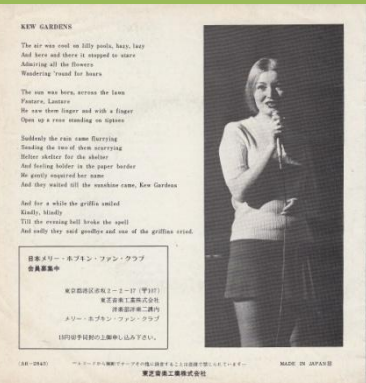 KEW GARDENS
The air was cool on lilly pools, hazy, lazy
And here and there it stopped to stare
Admiring all the flowers
Wandering 'round for hours
The sun was born, across the lawn
Panture, Lanture
He saw them linger and with a finger
Open up a rose standing on tiptoes
Suddenly the rain came flurrying
Sending the two of them scurrying
Helter skelter for the shelter
And feeling bolder in the paper border
He gently enquired her name
And they waited till the sunshine came, Kew Gardens
And for a while the griffin smiled
Kindly, blindly
Till the evening bell broke the spell
And sadly they said goodbye and one of the griffins cried.
日本メリー・ホプキン・ファン・クラブ
会員募集中
東京都港区赤坂2-2-17(〒107)
東芝音楽工業株式会社
洋楽部洋楽二課内
メリー・ホプキン・ファン・クラブ
15円切手同封の上御申し込み下さい。
MADE IN JAPAN
東芝音楽工業株式会社